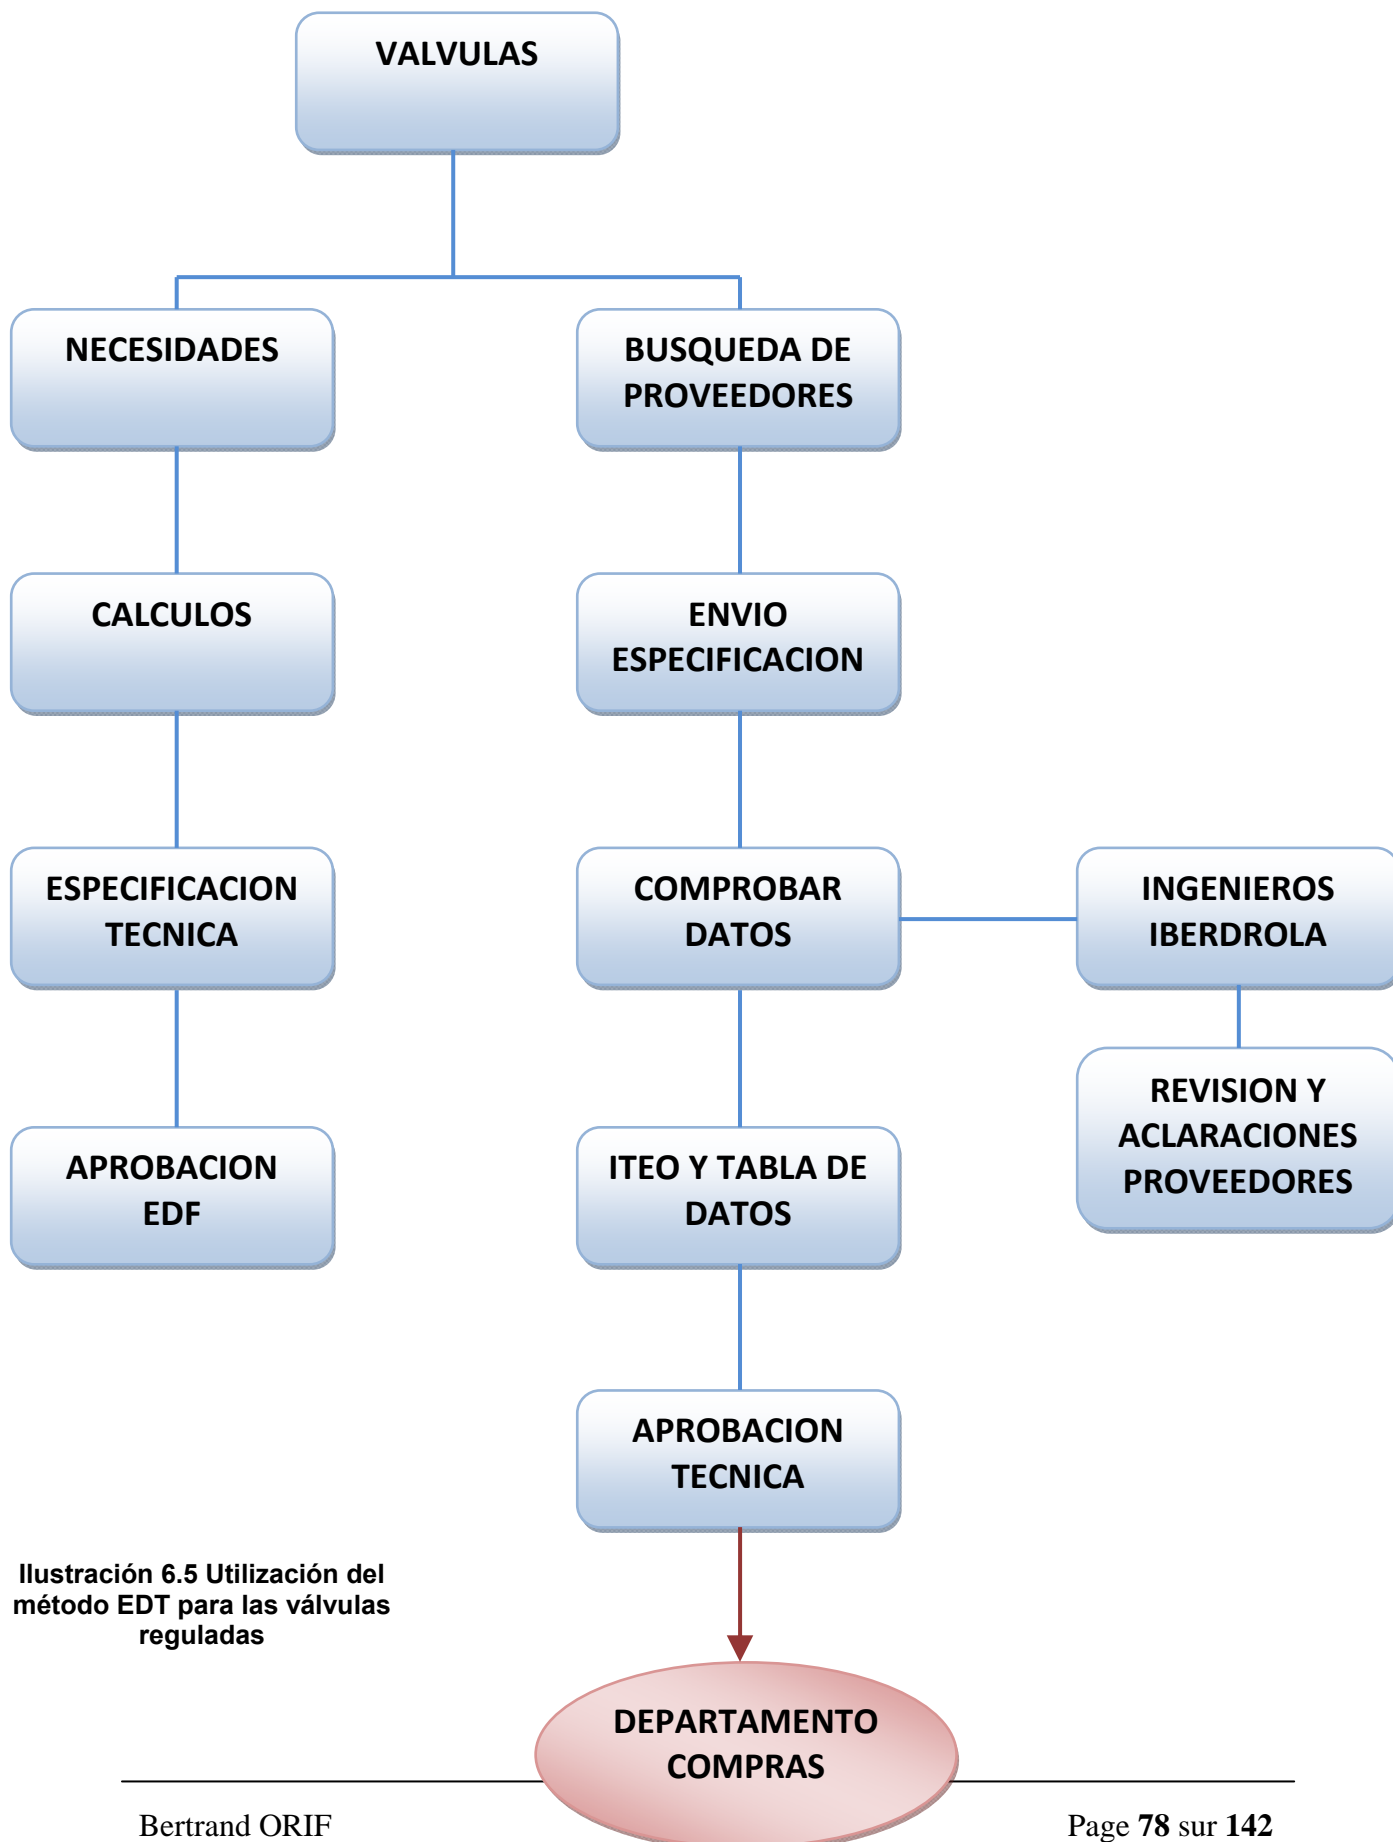 VALVULAS
NECESIDADES
BUSQUEDA DE
PROVEEDORES
CALCULOS
ENVIO
ESPECIFICACION
ESPECIFICACION
TECNICA
COMPROBAR
DATOS
INGENIEROS
IBERDROLA
REVISION Y
ACLARACIONES
PROVEEDORES
APROBACION
EDF
ITEO Y TABLA DE
DATOS
APROBACION
TECNICA
Ilustración 6.5 Utilización del
método EDT para las válvulas
reguladas
DEPARTAMENTO
COMPRAS
Bertrand ORIF
Page 78 sur 142